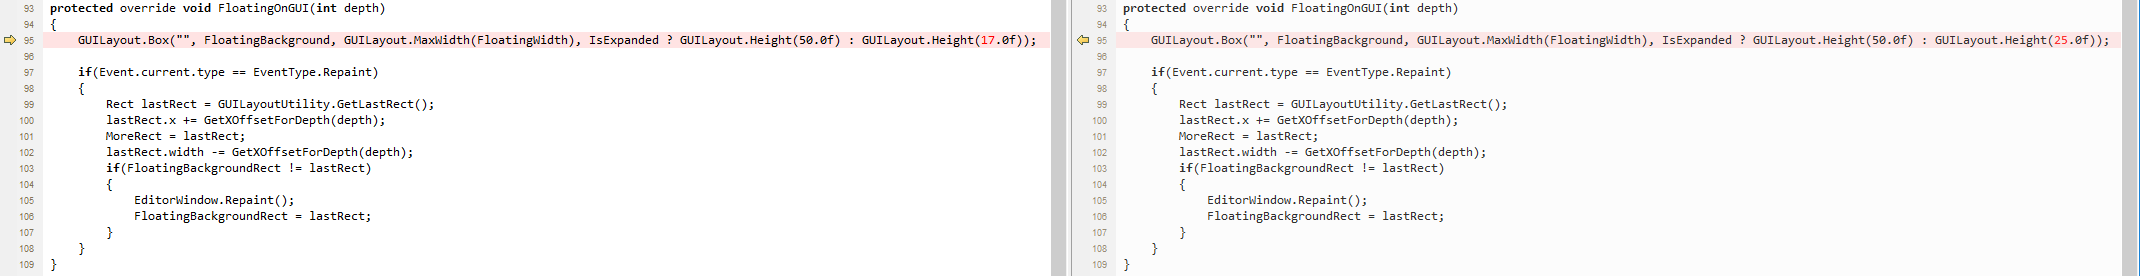 93 protected override void FloatingOnGUI(int depth)
94 {
95 GUILayout.Box("", FloatingBackground, GUILayout.MaxWidth(FloatingWidth), IsExpanded ? GUILayout.Height(50.0f) : GUILayout.Height(17.0f));
96
97 if(Event.current.type == EventType.Repaint)
98 {
99 Rect lastRect = GUILayoutUtility.GetLastRect();
100 lastRect.x += GetXOffsetForDepth(depth);
101 MoreRect = lastRect;
102 lastRect.width -= GetXOffsetForDepth(depth);
103 if(FloatingBackgroundRect != lastRect)
104 {
105 EditorWindow.Repaint();
106 FloatingBackgroundRect = lastRect;
107 }
108 }
109 }
93 protected override void FloatingOnGUI(int depth)
94 {
95 GUILayout.Box("", FloatingBackground, GUILayout.MaxWidth(FloatingWidth), IsExpanded ? GUILayout.Height(50.0f) : GUILayout.Height(25.0f));
96
97 if(Event.current.type == EventType.Repaint)
98 {
99 Rect lastRect = GUILayoutUtility.GetLastRect();
100 lastRect.x += GetXOffsetForDepth(depth);
101 MoreRect = lastRect;
102 lastRect.width -= GetXOffsetForDepth(depth);
103 if(FloatingBackgroundRect != lastRect)
104 {
105 EditorWindow.Repaint();
106 FloatingBackgroundRect = lastRect;
107 }
108 }
109 }